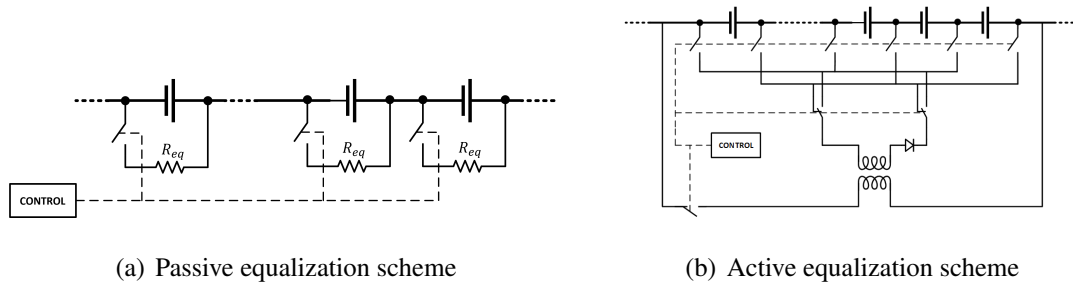 R_eq
R_eq
R_eq
CONTROL
CONTROL
(a) Passive equalization scheme
(b) Active equalization scheme